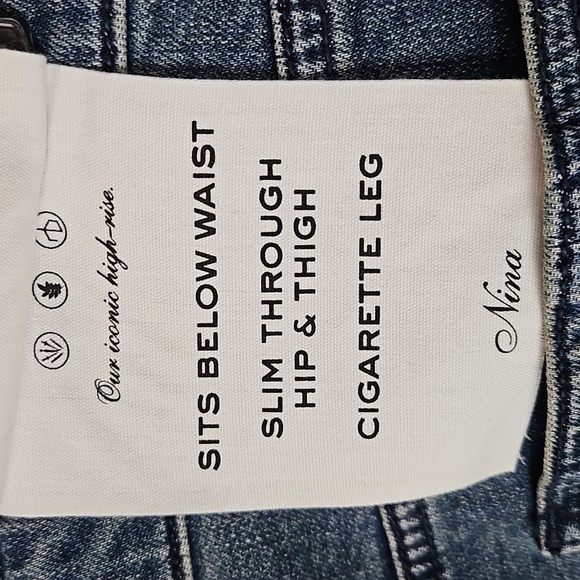 Our iconic high-rise.
SITS BELOW WAIST
SLIM THROUGH
HIP & THIGH
CIGARETTE LEG
Nina